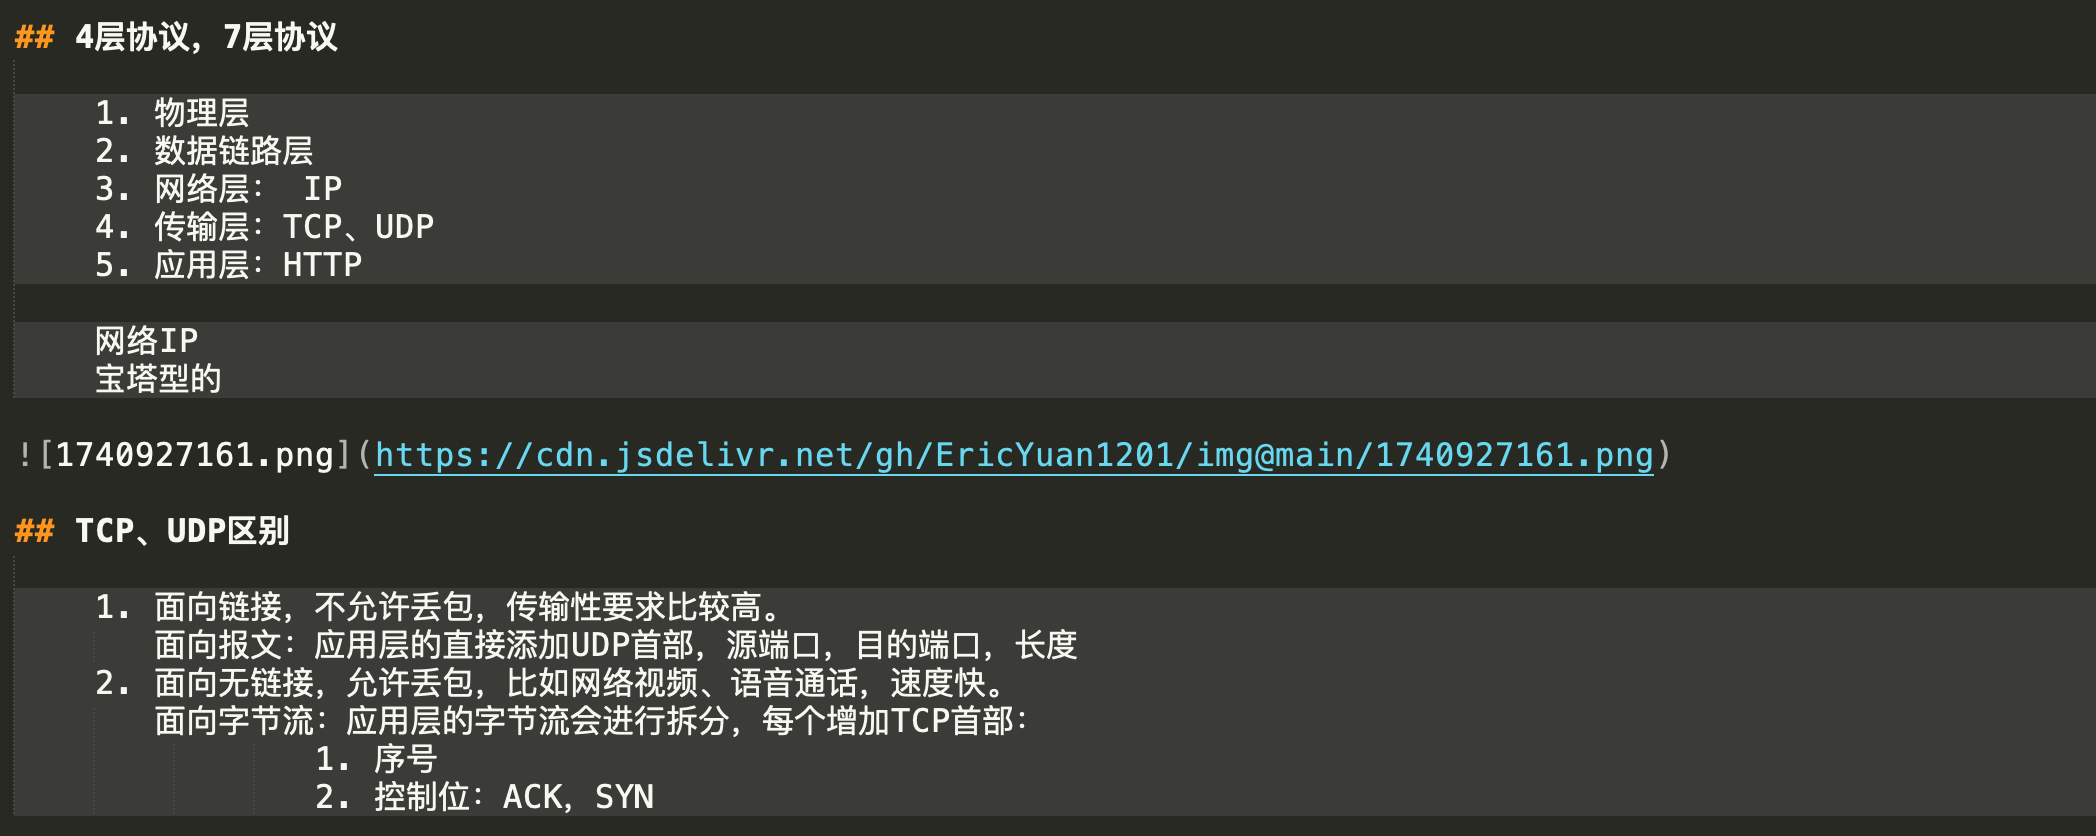 ## 4层协议，7层协议
1. 物理层
2. 数据链路层
3. 网络层： IP
4. 传输层：TCP、UDP
5. 应用层：HTTP
网络IP
宝塔型的
![1740927161.png](https://cdn.jsdelivr.net/gh/EricYuan1201/img@main/1740927161.png)
## TCP、UDP区别
1. 面向链接，不允许丢包，传输性要求比较高。
面向报文：应用层的直接添加UDP首部，源端口，目的端口，长度
2. 面向无链接，允许丢包，比如网络视频、语音通话，速度快。
面向字节流：应用层的字节流会进行拆分，每个增加TCP首部：
1. 序号
2. 控制位：ACK，SYN